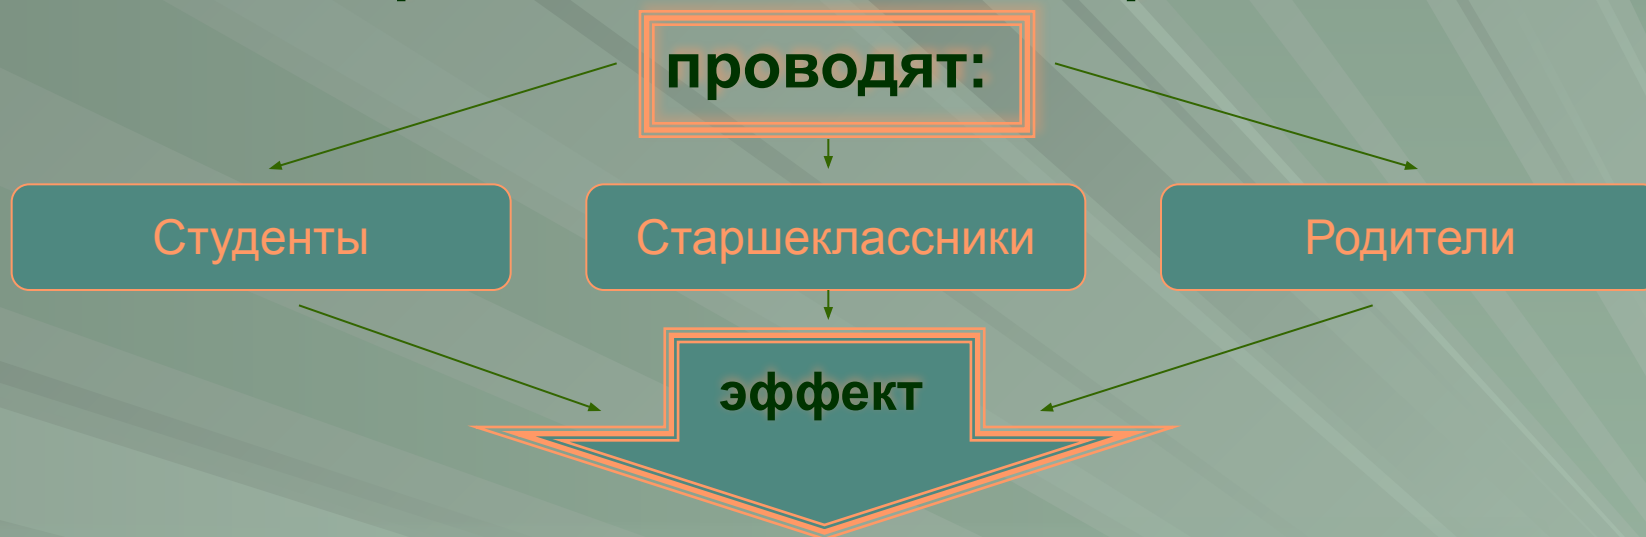 проводят:
Студенты
Старшеклассники
Родители
эффект